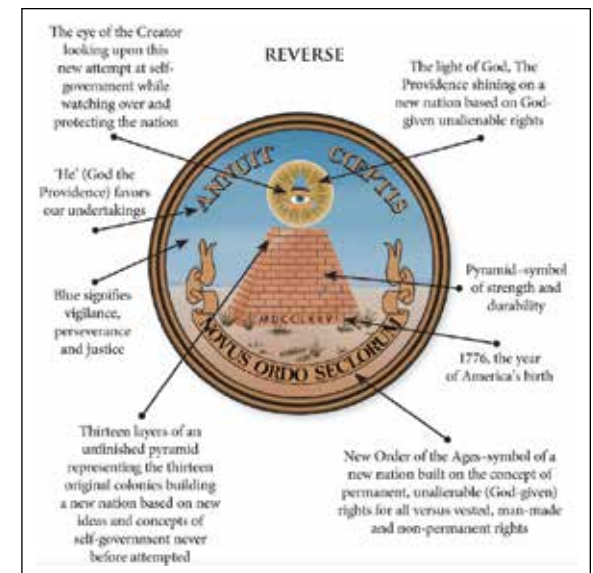 The eye of the Creator
looking upon this
new attempt at self-
government while
watching over and
protecting the nation
REVERSE
The light of God, The
Providence shining on a
new nation based on God-
given unalienable rights
ANNUIT CŒPTIS
'He' (God the
Providence) favors
our undertakings
Blue signifies
vigilance,
perseverance
and justice
Pyramid–symbol
of strength and
durability
MDCCLXXVI
NOVUS ORDO SECLORUM
1776, the year
of America's birth
Thirteen layers of an
unfinished pyramid
representing the thirteen
original colonies building
a new nation based on new
ideas and concepts of
self-government never
before attempted
New Order of the Ages–symbol of a
new nation built on the concept of
permanent, unalienable (God-given)
rights for all versus vested, man-made
and non-permanent rights